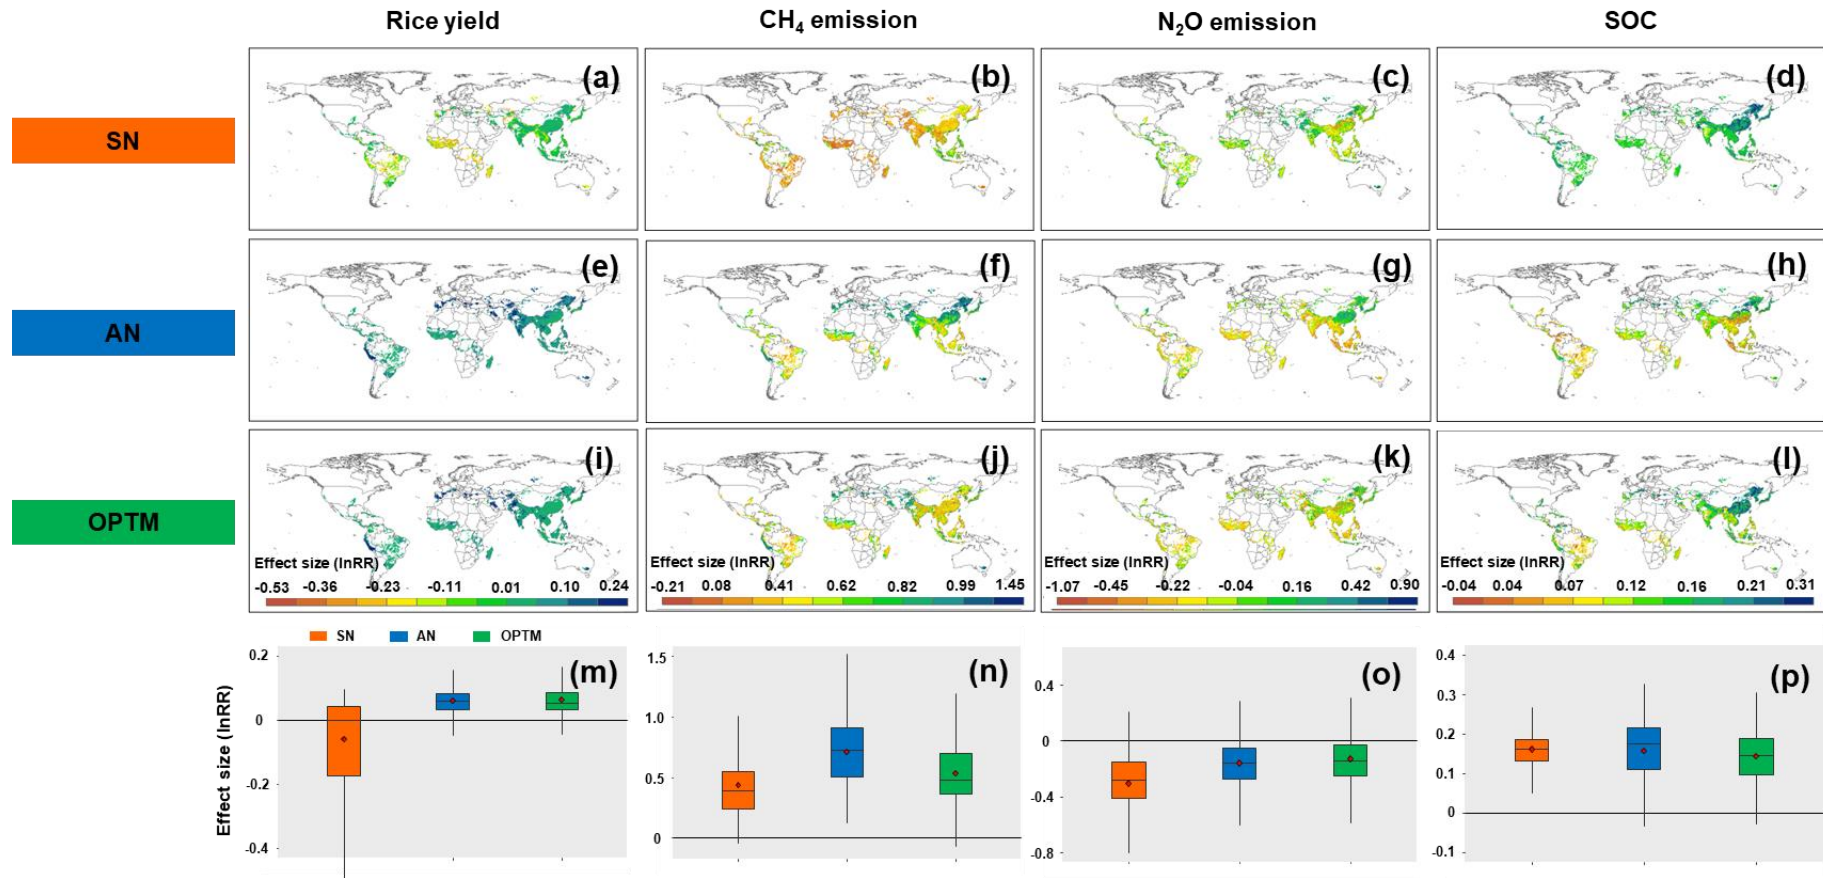 Rice yield CH₄ emission N₂O emission SOC
SN
(a) (b) (c) (d)
AN
(e) (f) (g) (h)
OPTM
(i) (j) (k) (l)
Effect size (lnRR) Effect size (lnRR) Effect size (lnRR) Effect size (lnRR)
-0.53 -0.36 -0.23 -0.11 0.01 0.10 0.24
-0.21 0.08 0.41 0.62 0.82 0.99 1.45
-1.07 -0.45 -0.22 -0.04 0.16 0.42 0.90
-0.04 0.04 0.07 0.12 0.16 0.21 0.31
SN AN OPTM
Effect size (lnRR)
(m)
0.2
0
-0.2
-0.4
(n)
1.5
1.0
0.5
0
(o)
0.4
0
-0.4
-0.8
(p)
0.4
0.3
0.2
0.1
0
-0.1